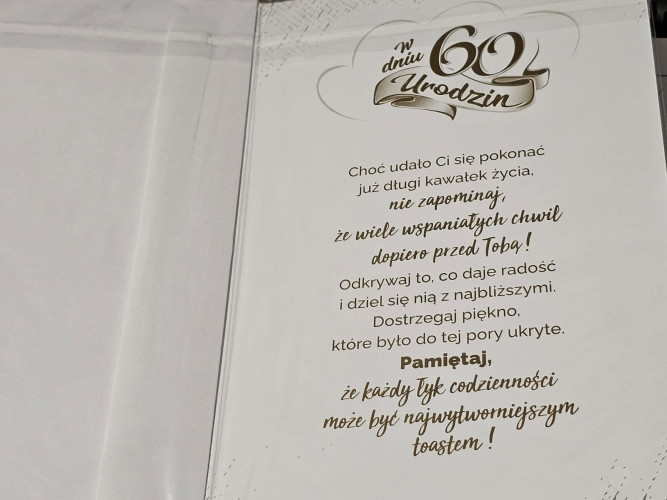 W dniu 60
Urodzin
Choć udało Ci się pokonać
już długi kawałek życia,
nie zapominaj,
że wiele wspaniałych chwil
dopiero przed Tobą!
Odkrywaj to, co daje radość
i dziel się nią z najbliższymi.
Dostrzegaj piękno,
które było do tej pory ukryte.
Pamiętaj,
że każdy łyk codzienności
może być najwytworniejszym
toastem!